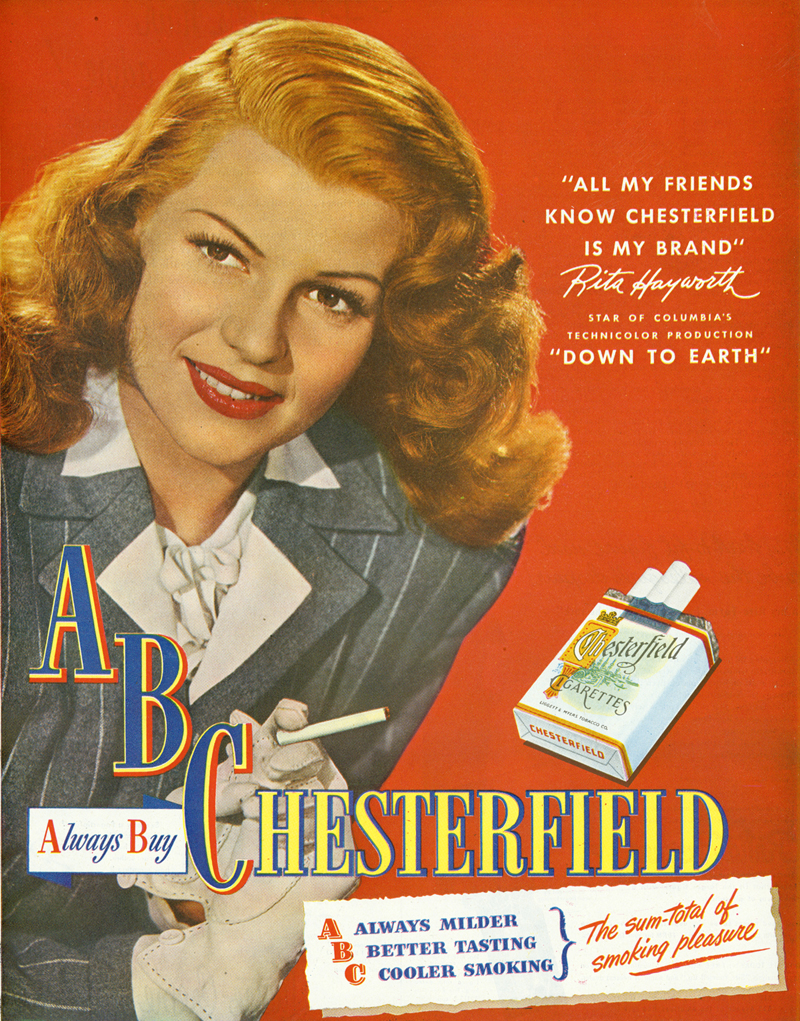 "ALL MY FRIENDS
KNOW CHESTERFIELD
IS MY BRAND"
Rita Hayworth
STAR OF COLUMBIA'S
TECHNICOLOR PRODUCTION
"DOWN TO EARTH"
Chesterfield
CIGARETTES
LIGGETT & MYERS TOBACCO CO.
CHESTERFIELD
A
B
CHESTERFIELD
Always Buy
A ALWAYS MILDER
B BETTER TASTING
C COOLER SMOKING
The sum-total of
smoking pleasure